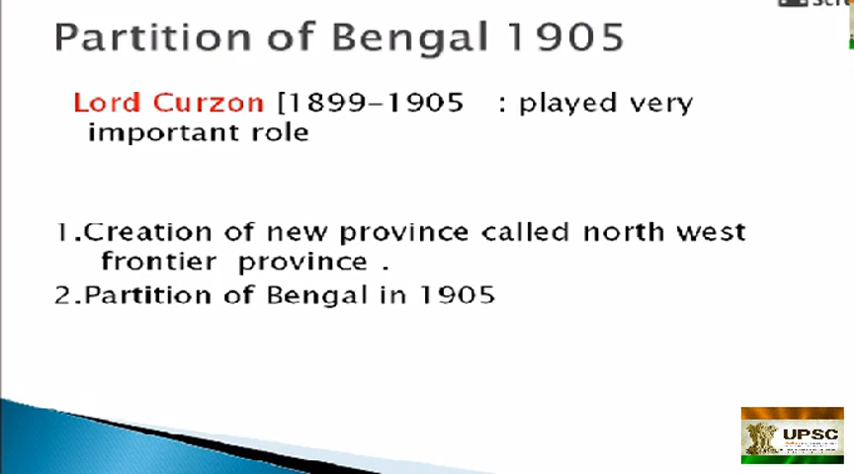 Partition of Bengal 1905
Lord Curzon [1899-1905 : played very
important role
1.Creation of new province called north west
frontier province .
2.Partition of Bengal in 1905
UPSC